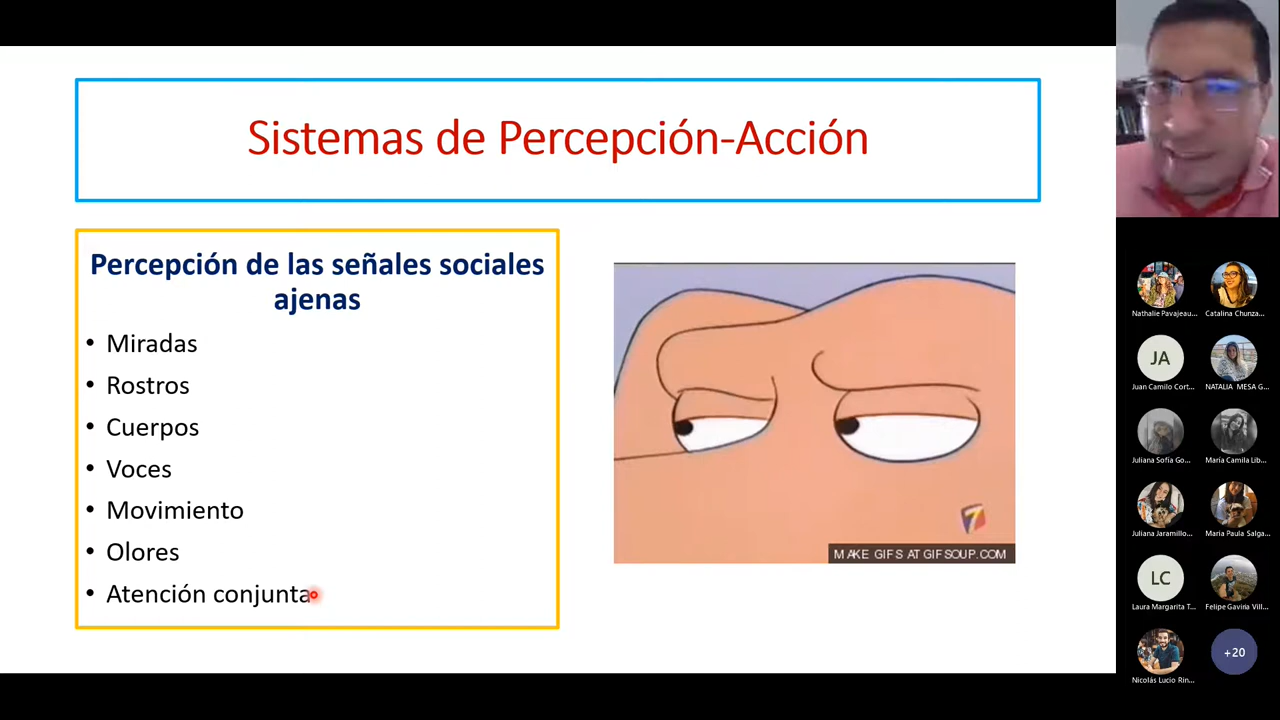 Sistemas de Percepción-Acción
Percepción de las señales sociales
ajenas
• Miradas
• Rostros
• Cuerpos
• Voces
• Movimiento
• Olores
• Atención conjunta
7
MAKE GIFS AT GIFSOUP.COM
Nathalie Pavajeau... Catalina Chunza...
JA
Juan Camilo Cort... NATALIA MESA G...
Juliana Sofía Go... María Camila Lib...
Juliana Jaramillo... Maria Paula Salga...
LC
Laura Margarita T... Felipe Gaviria Vill...
+20
Nicolás Lucio Rin...